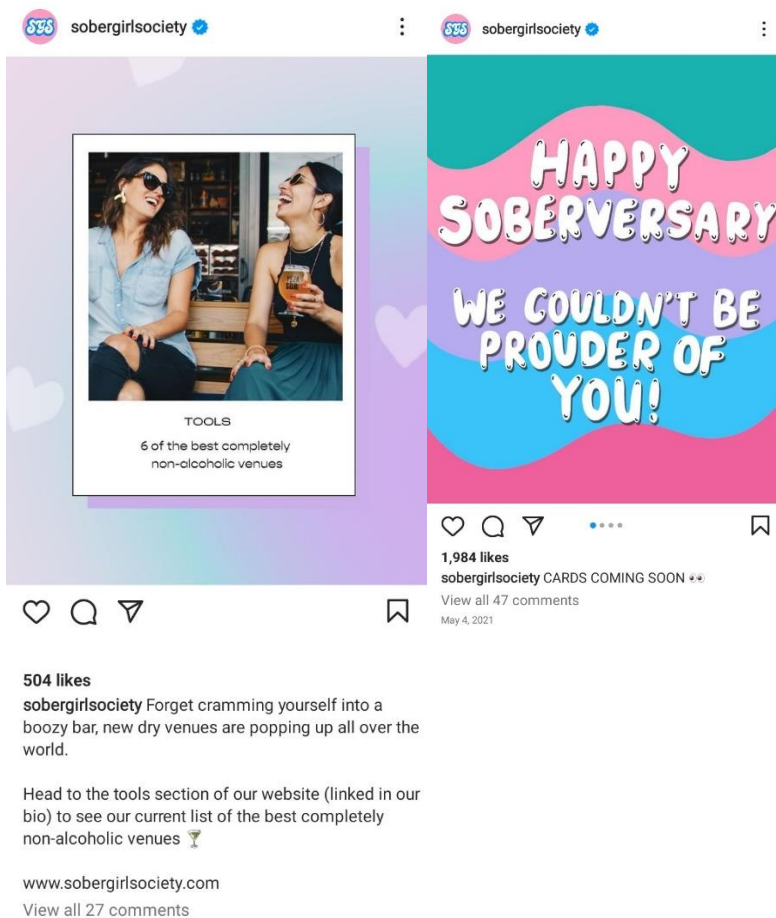 SGS
sobergirlsociety
TOOLS
6 of the best completely
non-alcoholic venues
504 likes
sobergirlsociety Forget cramming yourself into a
boozy bar, new dry venues are popping up all over the
world.
Head to the tools section of our website (linked in our
bio) to see our current list of the best completely
non-alcoholic venues 🍸
www.sobergirlsociety.com
View all 27 comments
SGS
sobergirlsociety
HAPPY
SOBERVERSARY
WE COULDN'T BE
PROUDER OF
YOU!
1,984 likes
sobergirlsociety CARDS COMING SOON 👀
View all 47 comments
May 4, 2021